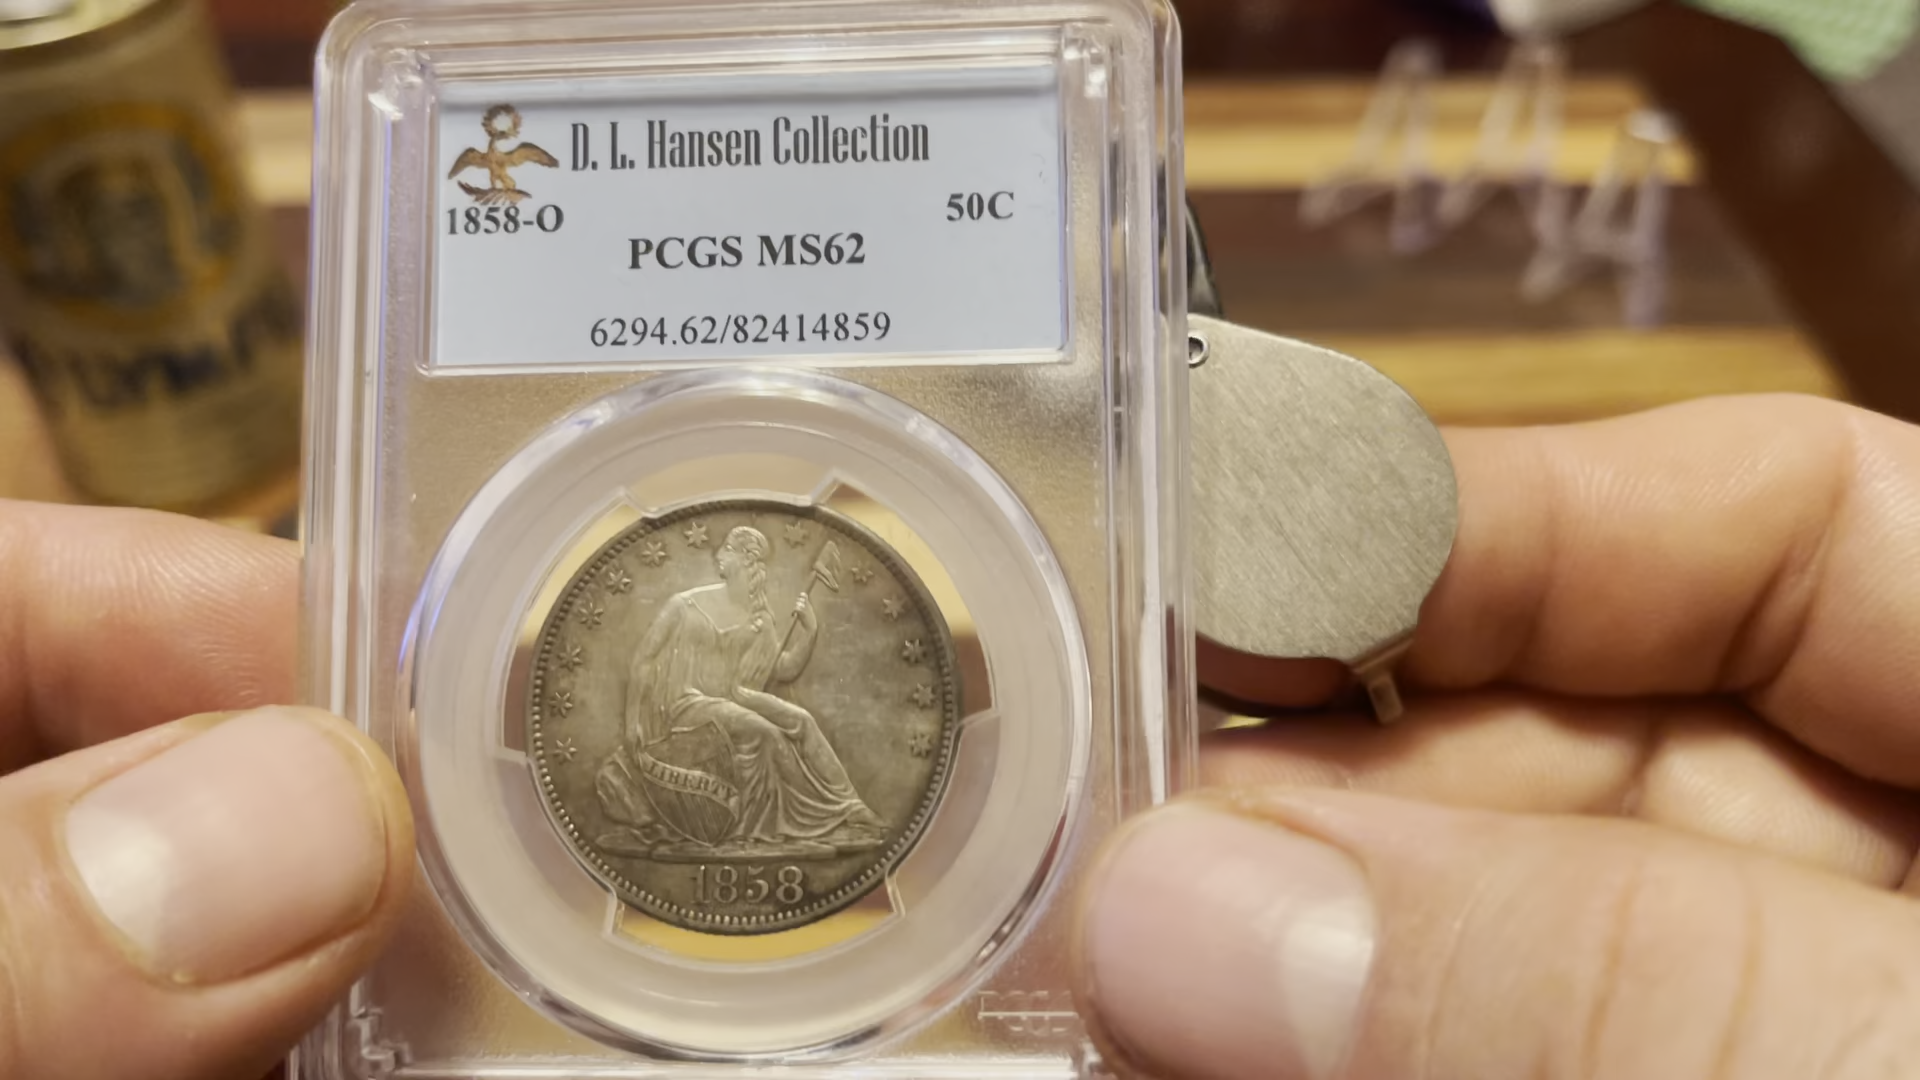 D. L. Hansen Collection
1858-O
50C
PCGS MS62
6294.62/82414859
LIBERTY
1858